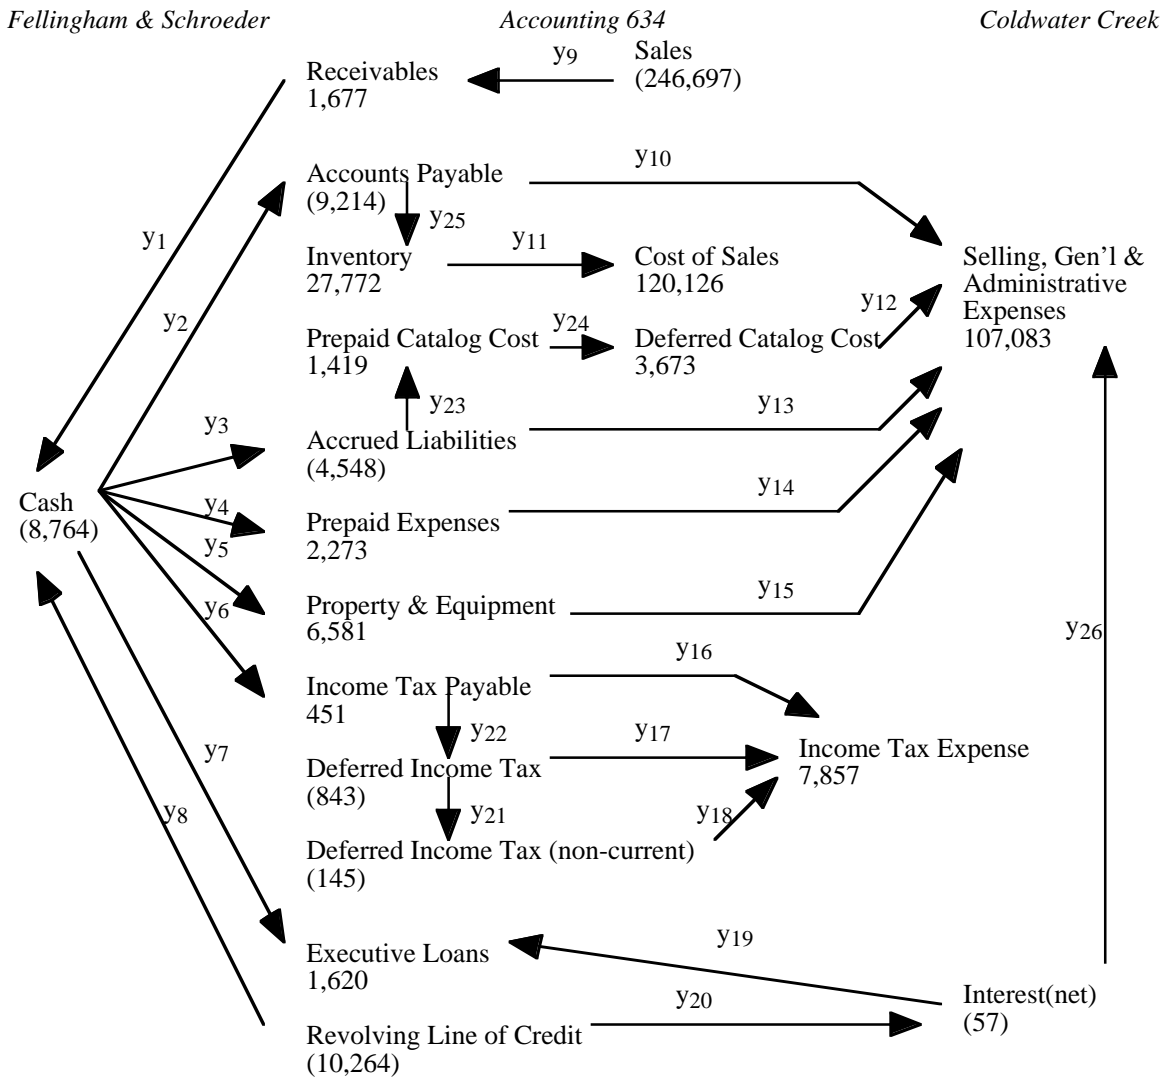 Fellingham & Schroeder Accounting 634 Coldwater Creek
y9
Sales
(246,697)
Receivables
1,677
y10
Accounts Payable
(9,214)
y25
y1
y11
Inventory
27,772
Cost of Sales
120,126
Selling, Gen'l &
Administrative
Expenses
107,083
y12
y2
y24
Prepaid Catalog Cost
1,419
Deferred Catalog Cost
3,673
y23
y13
y3
Accrued Liabilities
(4,548)
y14
Cash
(8,764)
y4
Prepaid Expenses
2,273
y5
y15
Property & Equipment
6,581
y6
y26
y16
Income Tax Payable
451
y22
y17
y7
Income Tax Expense
7,857
Deferred Income Tax
(843)
y8
y21
y18
Deferred Income Tax (non-current)
(145)
y19
Executive Loans
1,620
y20
Interest(net)
(57)
Revolving Line of Credit
(10,264)